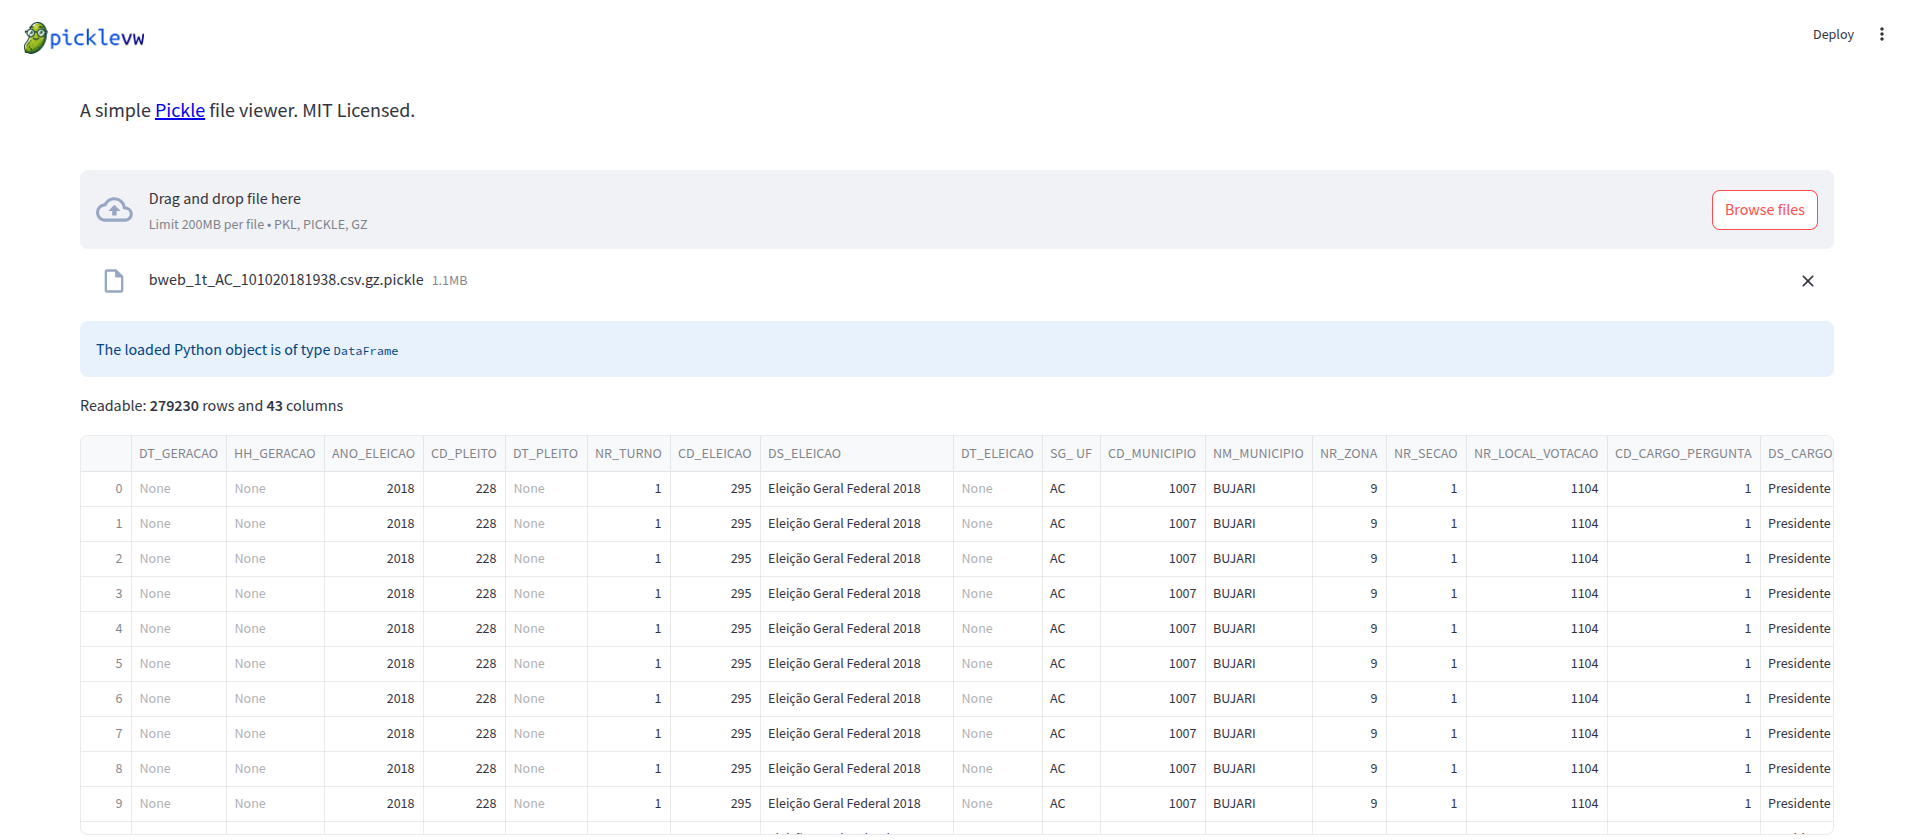 picklevw
Deploy
A simple Pickle file viewer. MIT Licensed.
Drag and drop file here
Limit 200MB per file • PKL, PICKLE, GZ
Browse files
bweb_1t_AC_101020181938.csv.gz.pickle 1.1MB
The loaded Python object is of type DataFrame
Readable: 279230 rows and 43 columns
DT_GERACAO HH_GERACAO ANO_ELEICAO CD_PLEITO DT_PLEITO NR_TURNO CD_ELEICAO DS_ELEICAO DT_ELEICAO SG_ UF CD_MUNICIPIO NM_MUNICIPIO NR_ZONA NR_SECAO NR_LOCAL_VOTACAO CD_CARGO_PERGUNTA DS_CARGO
0 None None 2018 228 None 1 295 Eleição Geral Federal 2018 None AC 1007 BUJARI 9 1 1104 1 Presidente
1 None None 2018 228 None 1 295 Eleição Geral Federal 2018 None AC 1007 BUJARI 9 1 1104 1 Presidente
2 None None 2018 228 None 1 295 Eleição Geral Federal 2018 None AC 1007 BUJARI 9 1 1104 1 Presidente
3 None None 2018 228 None 1 295 Eleição Geral Federal 2018 None AC 1007 BUJARI 9 1 1104 1 Presidente
4 None None 2018 228 None 1 295 Eleição Geral Federal 2018 None AC 1007 BUJARI 9 1 1104 1 Presidente
5 None None 2018 228 None 1 295 Eleição Geral Federal 2018 None AC 1007 BUJARI 9 1 1104 1 Presidente
6 None None 2018 228 None 1 295 Eleição Geral Federal 2018 None AC 1007 BUJARI 9 1 1104 1 Presidente
7 None None 2018 228 None 1 295 Eleição Geral Federal 2018 None AC 1007 BUJARI 9 1 1104 1 Presidente
8 None None 2018 228 None 1 295 Eleição Geral Federal 2018 None AC 1007 BUJARI 9 1 1104 1 Presidente
9 None None 2018 228 None 1 295 Eleição Geral Federal 2018 None AC 1007 BUJARI 9 1 1104 1 Presidente